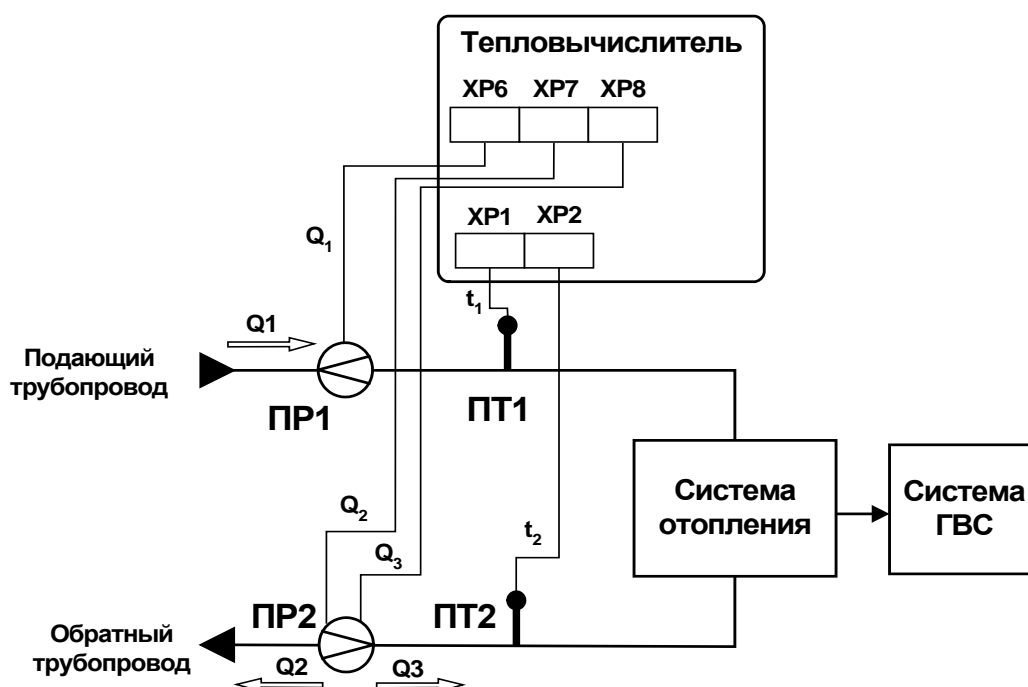 Тепловычислитель
XP6 XP7 XP8
XP1 XP2
Q₁
t₁
Q1
Подающий
трубопровод
ПР1
ПТ1
Система
отопления
Система
ГВС
Q₂
Q₃
t₂
ПР2
ПТ2
Обратный
трубопровод
Q2
Q3